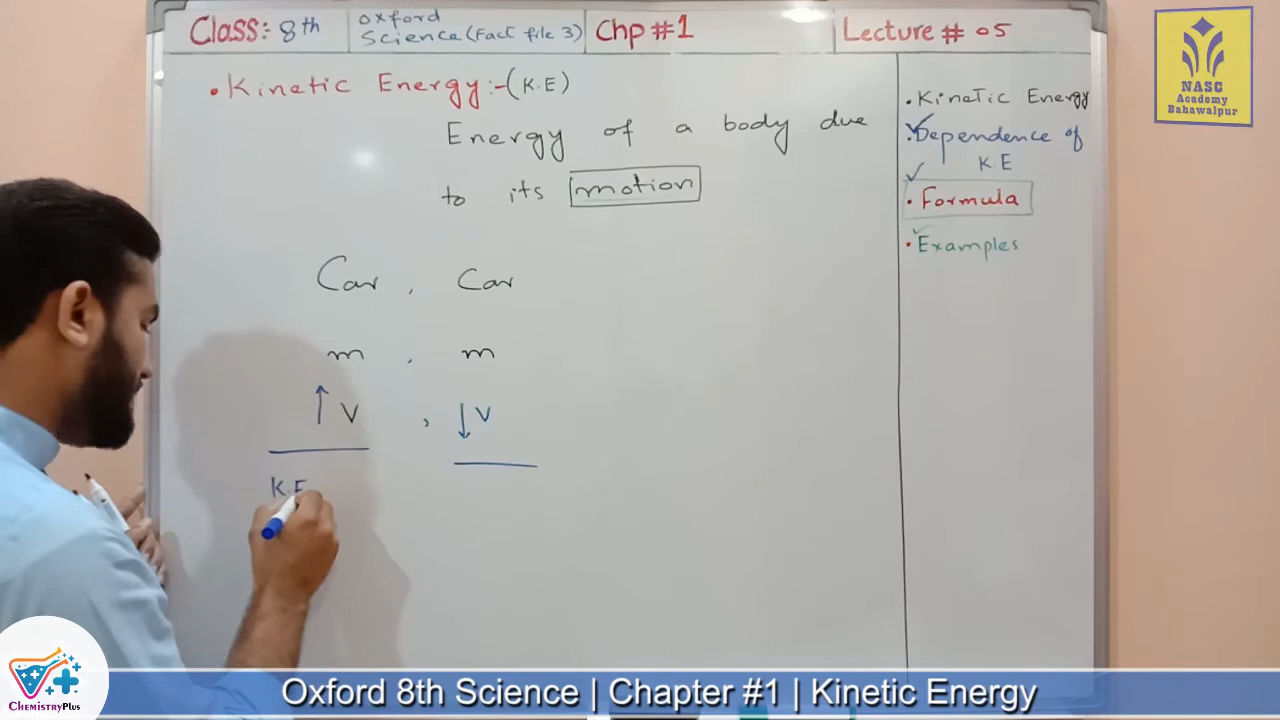 Class: 8th
Oxford
Science (Fact file 3)
Chp #1
Lecture # 05
NASC
Academy
Bahawalpur
• Kinetic Energy:- (K.E)
Energy of a body due
to its motion
Car , Car
m , m
↑ V , ↓ V
K.E
• Kinetic Energy
• Dependence of
K.E
• Formula
• Examples
CHEMISTRYPLUS
Oxford 8th Science | Chapter #1 | Kinetic Energy